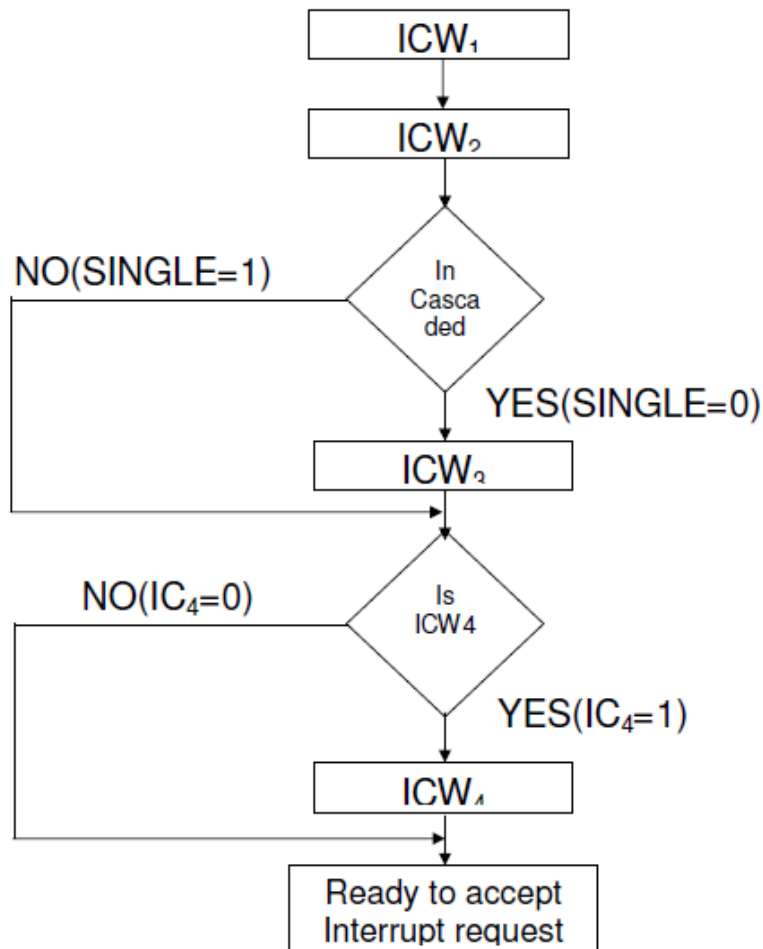 ICW₁
ICW₂
In
Casca
ded
NO(SINGLE=1)
YES(SINGLE=0)
ICW₃
Is
ICW4
NO(IC₄=0)
YES(IC₄=1)
ICW₄
Ready to accept
Interrupt request